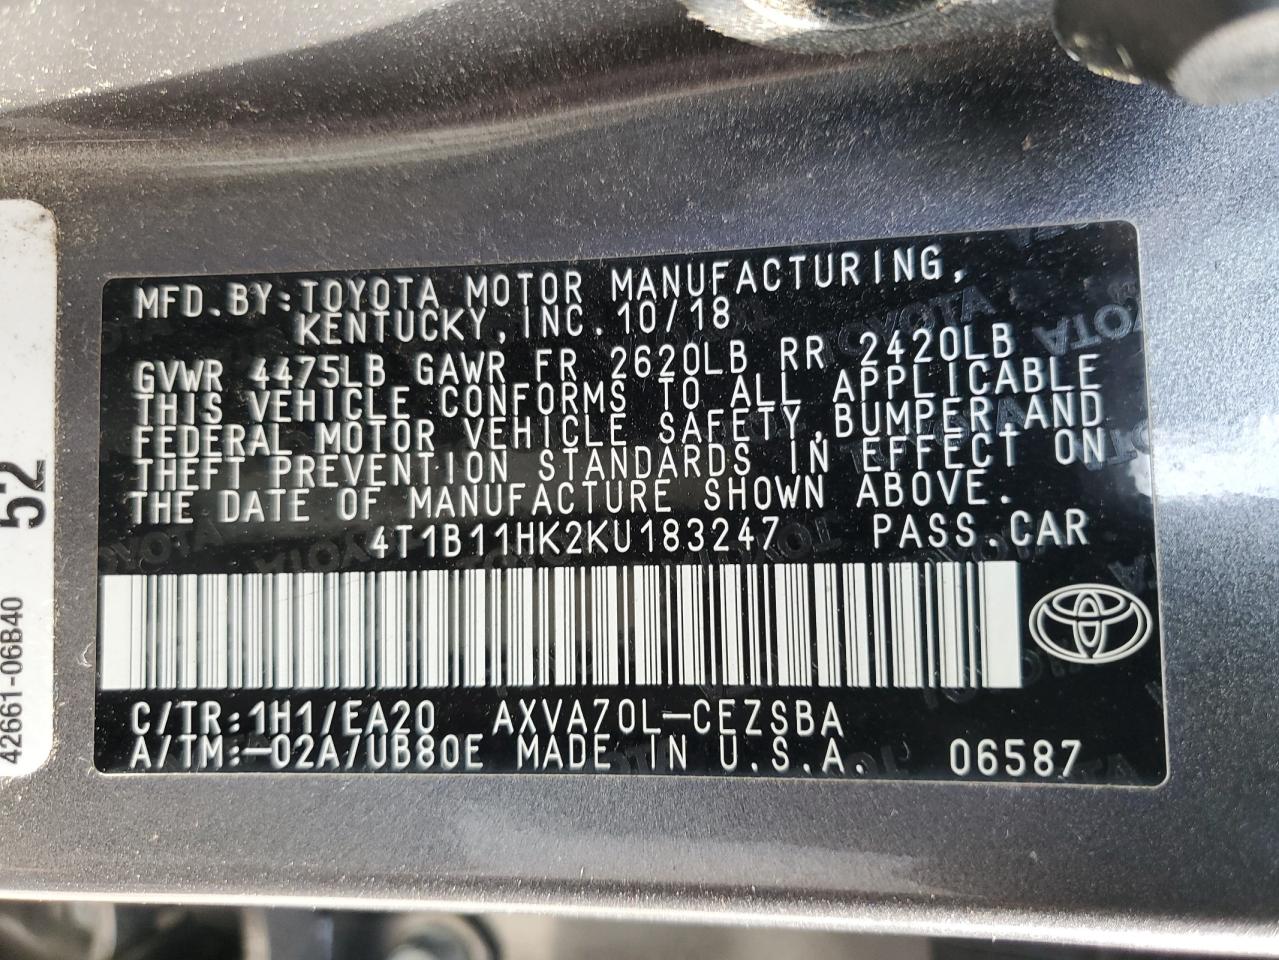 MFD.BY:TOYOTA MOTOR MANUFACTURING,
KENTUCKY, INC. 10/18
GVWR 4475LB GAWR FR 2620LB RR 2420LB
THIS VEHICLE CONFORMS TO ALL APPLICABLE
FEDERAL MOTOR VEHICLE SAFETY,BUMPER,AND
THEFT PREVENTION STANDARDS IN EFFECT ON
THE DATE OF MANUFACTURE SHOWN ABOVE.
4T1B11HK2KU183247 PASS.CAR
C/TR:1H1/EA20 AXVA70L-CEZSBA
A/TM:-02A/UB80E MADE IN U.S.A. 06587
42661-06B40 52